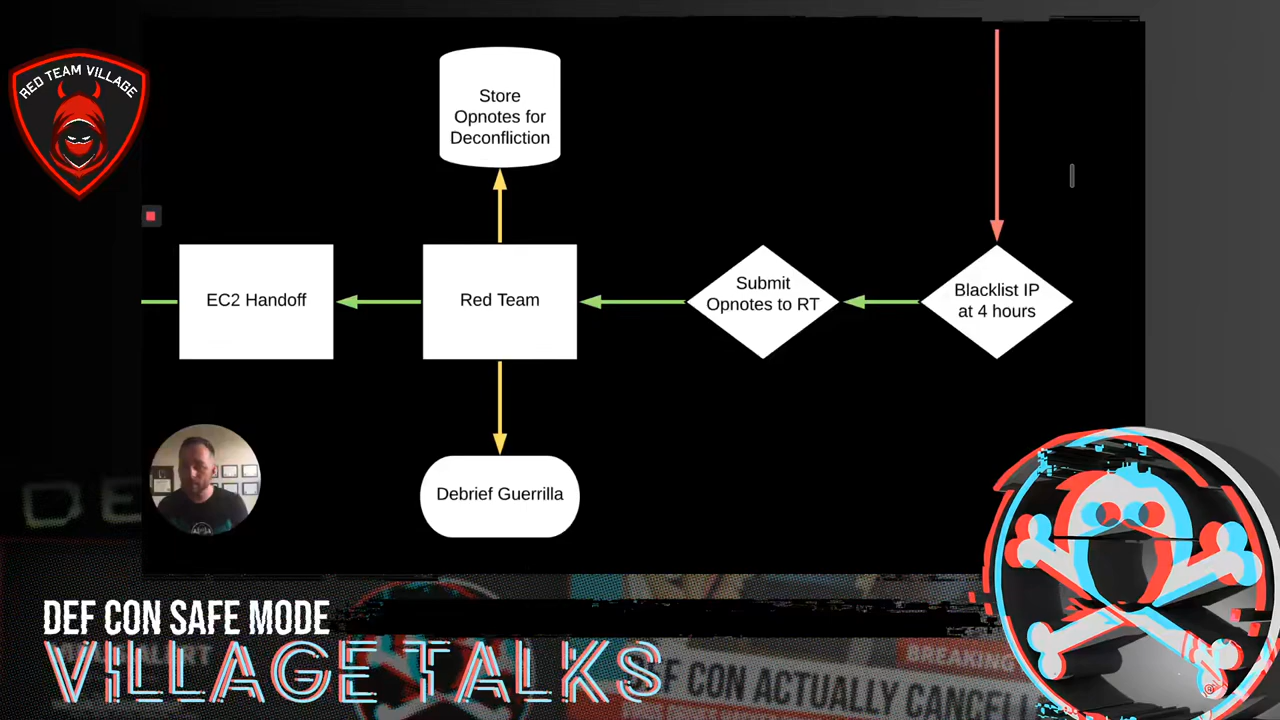 RED TEAM VILLAGE
Store
Opnotes for
Deconfliction
EC2 Handoff
Red Team
Submit
Opnotes to RT
Blacklist IP
at 4 hours
Debrief Guerrilla
DEF CON SAFE MODE
VILLAGE TALKS
BREAKING
DEF CON ACTUALLY CANCELL